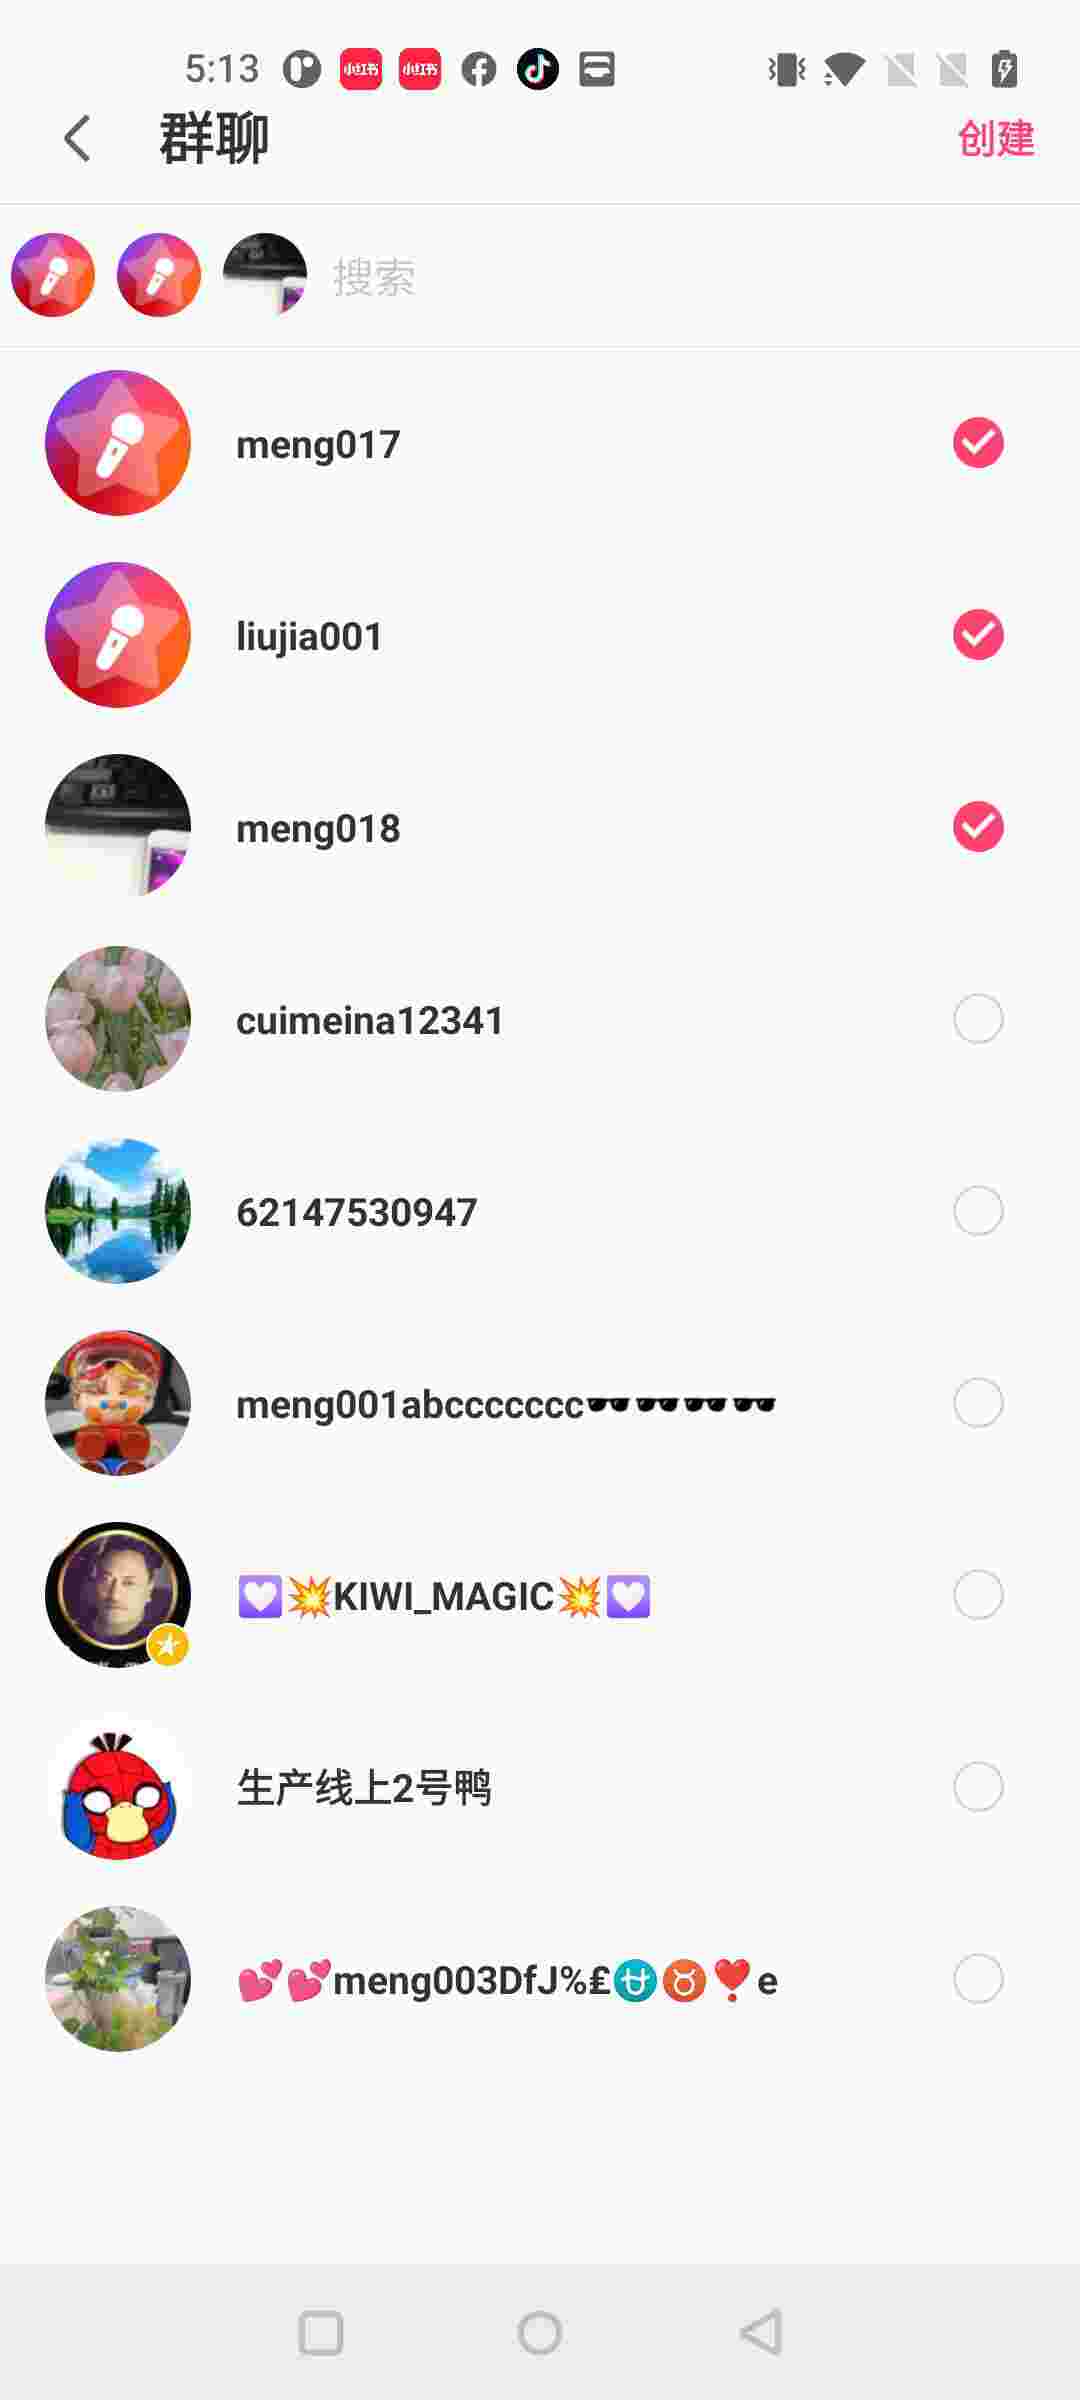 5:13 小红书 小红书
群聊 创建
搜索
meng017
liujia001
meng018
cuimeina12341
62147530947
meng001abccccccc🕶️🕶️🕶️🕶️
💟💥KIWI_MAGIC💥💟
生产线上2号鸭
💕💕meng003DfJ%£⛎♉❣️e